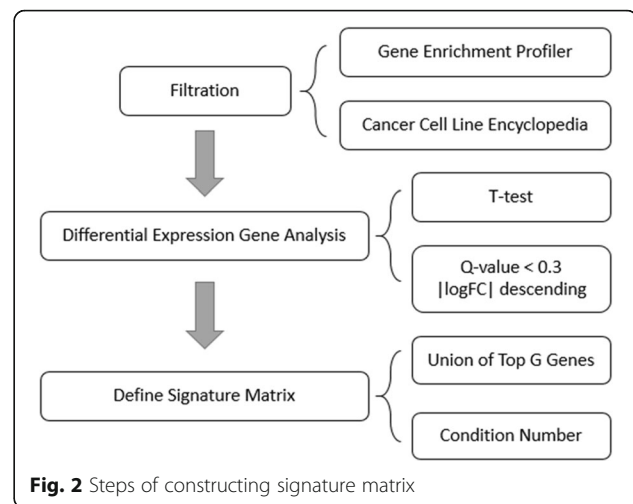 Gene Enrichment Profiler
Filtration
Cancer Cell Line Encyclopedia
T-test
Differential Expression Gene Analysis
Q-value < 0.3
|logFC| descending
Union of Top G Genes
Define Signature Matrix
Condition Number
Fig. 2 Steps of constructing signature matrix